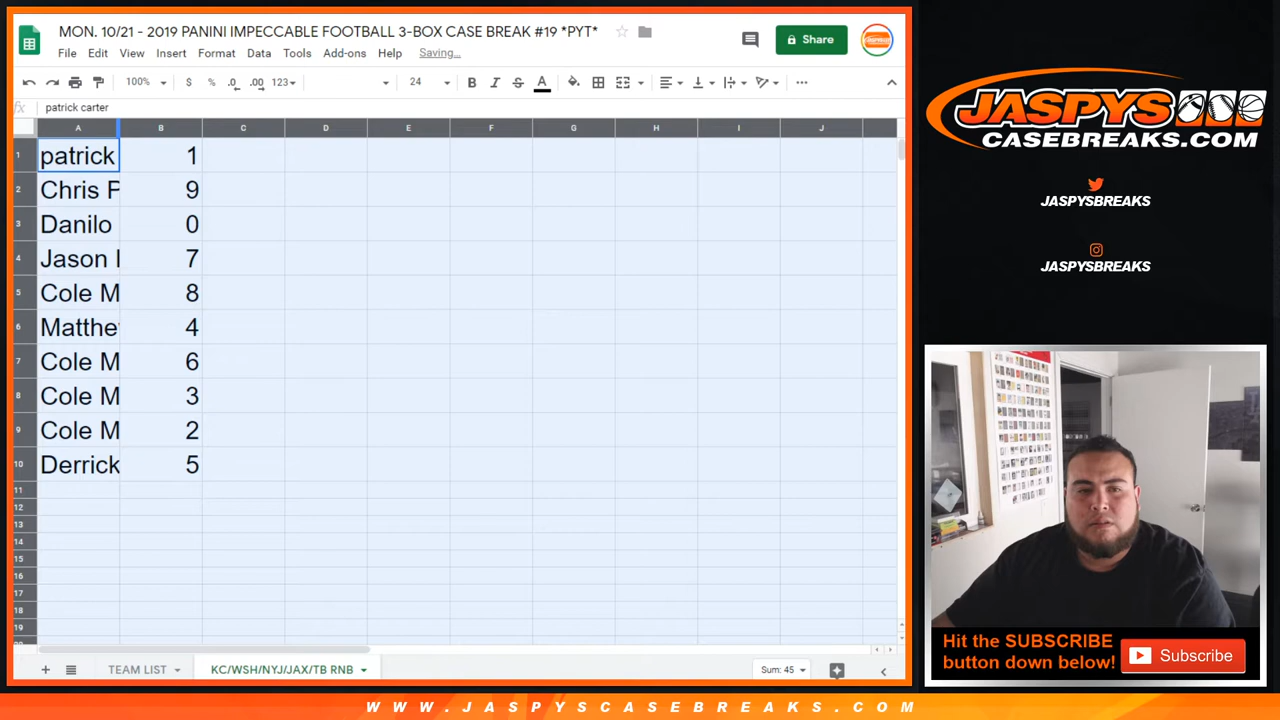 MON. 10/21 - 2019 PANINI IMPECCABLE FOOTBALL 3-BOX CASE BREAK #19 *PYT*
File Edit View Insert Format Data Tools Add-ons Help Saving...
Share
100% $ % .0 .00 123 24 B I S A
fx patrick carter
A B C D E F G H I J
1 patrick 1
2 Chris P 9
3 Danilo 0
4 Jason 7
5 Cole M 8
6 Matthe 4
7 Cole M 6
8 Cole M 3
9 Cole M 2
10 Derrick 5
11
12
13
14
15
16
17
18
19
TEAM LIST
KC/WSH/NYJ/JAX/TB RNB
Sum: 45
JASPYS
CASEBREAKS.COM
JASPYSBREAKS
JASPYSBREAKS
Hit the SUBSCRIBE
button down below!
Subscribe
WWW.JASPYSCASEBREAKS.COM